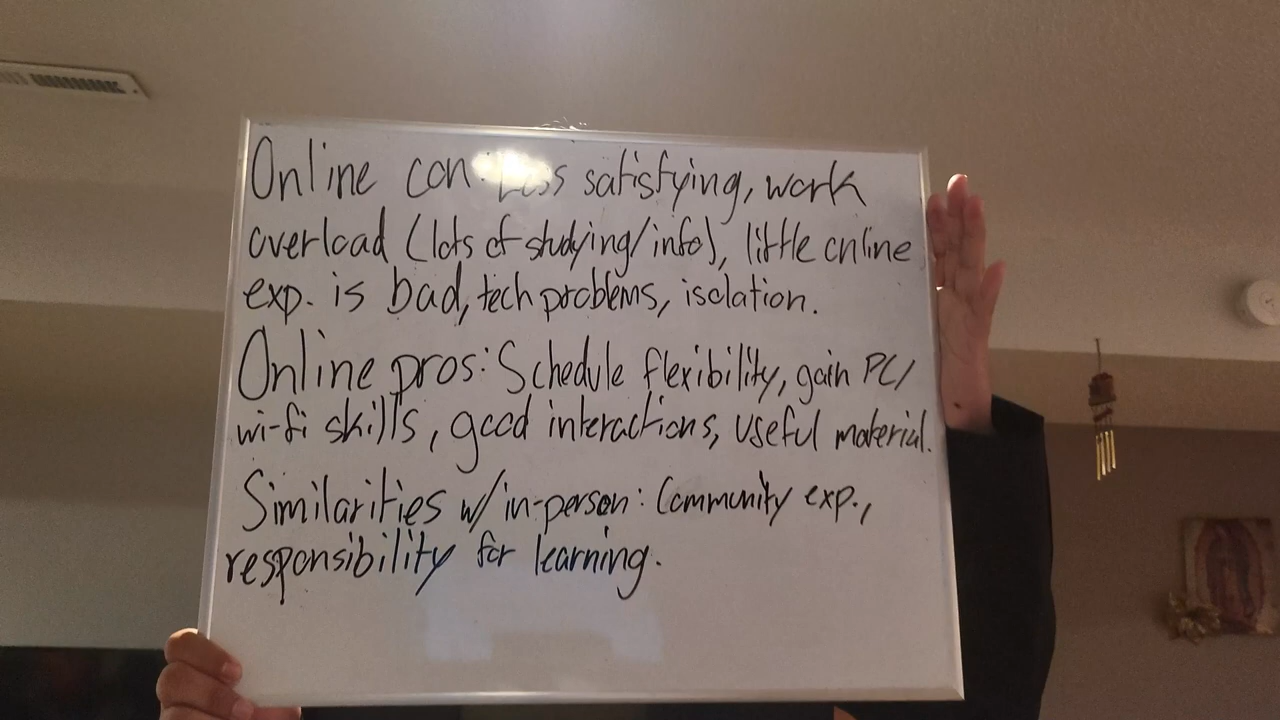 Online con: Less satisfying, work
overload (lots of studying/info), little online
exp. is bad, tech problems, isolation.
Online pros: Schedule flexibility, gain PC/
wi-fi skills, good interactions, useful material.
Similarities w/in-person: Community exp.,
responsibility for learning.